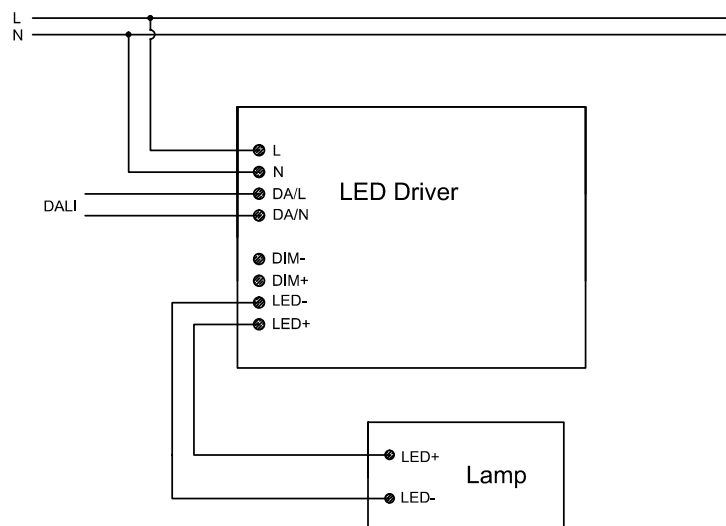 L
N
L
N
DA/L
LED Driver
DALI
DA/N
DIM-
DIM+
LED-
LED+
LED+
Lamp
LED-